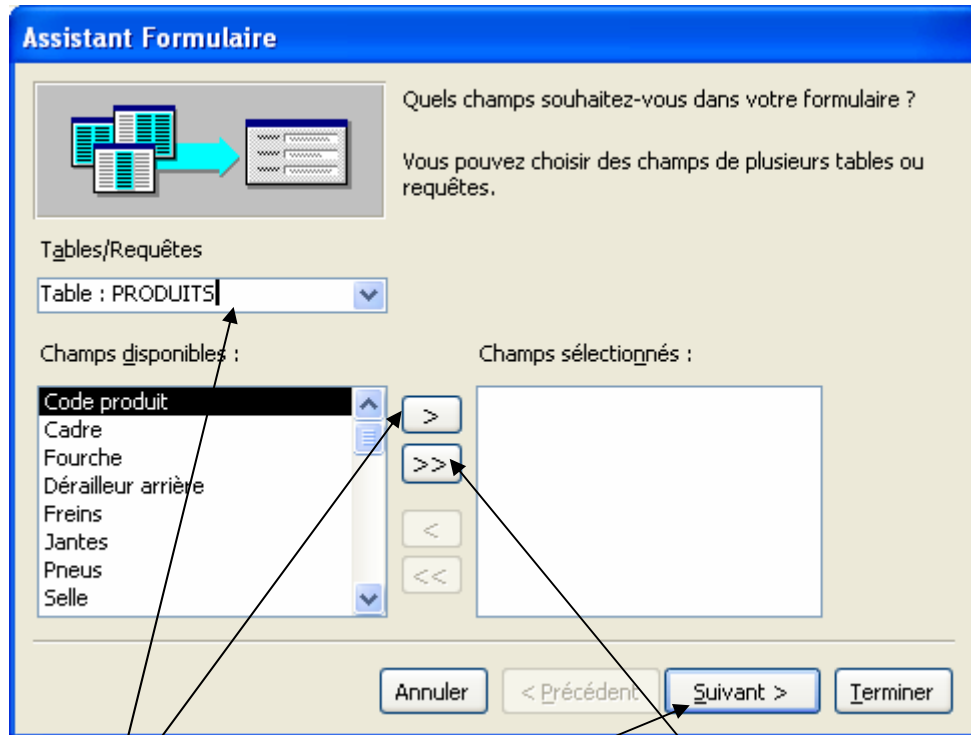 Assistant Formulaire
Quels champs souhaitez-vous dans votre formulaire ?
Vous pouvez choisir des champs de plusieurs tables ou
requêtes.
Tables/Requêtes
Table : PRODUITS
Champs disponibles :
Champs sélectionnés :
Code produit
Cadre
Fourche
Dérailleur arrière
Freins
Jantes
Pneus
Selle
>
>>
<
<<
Annuler
< Précédent
Suivant >
Terminer